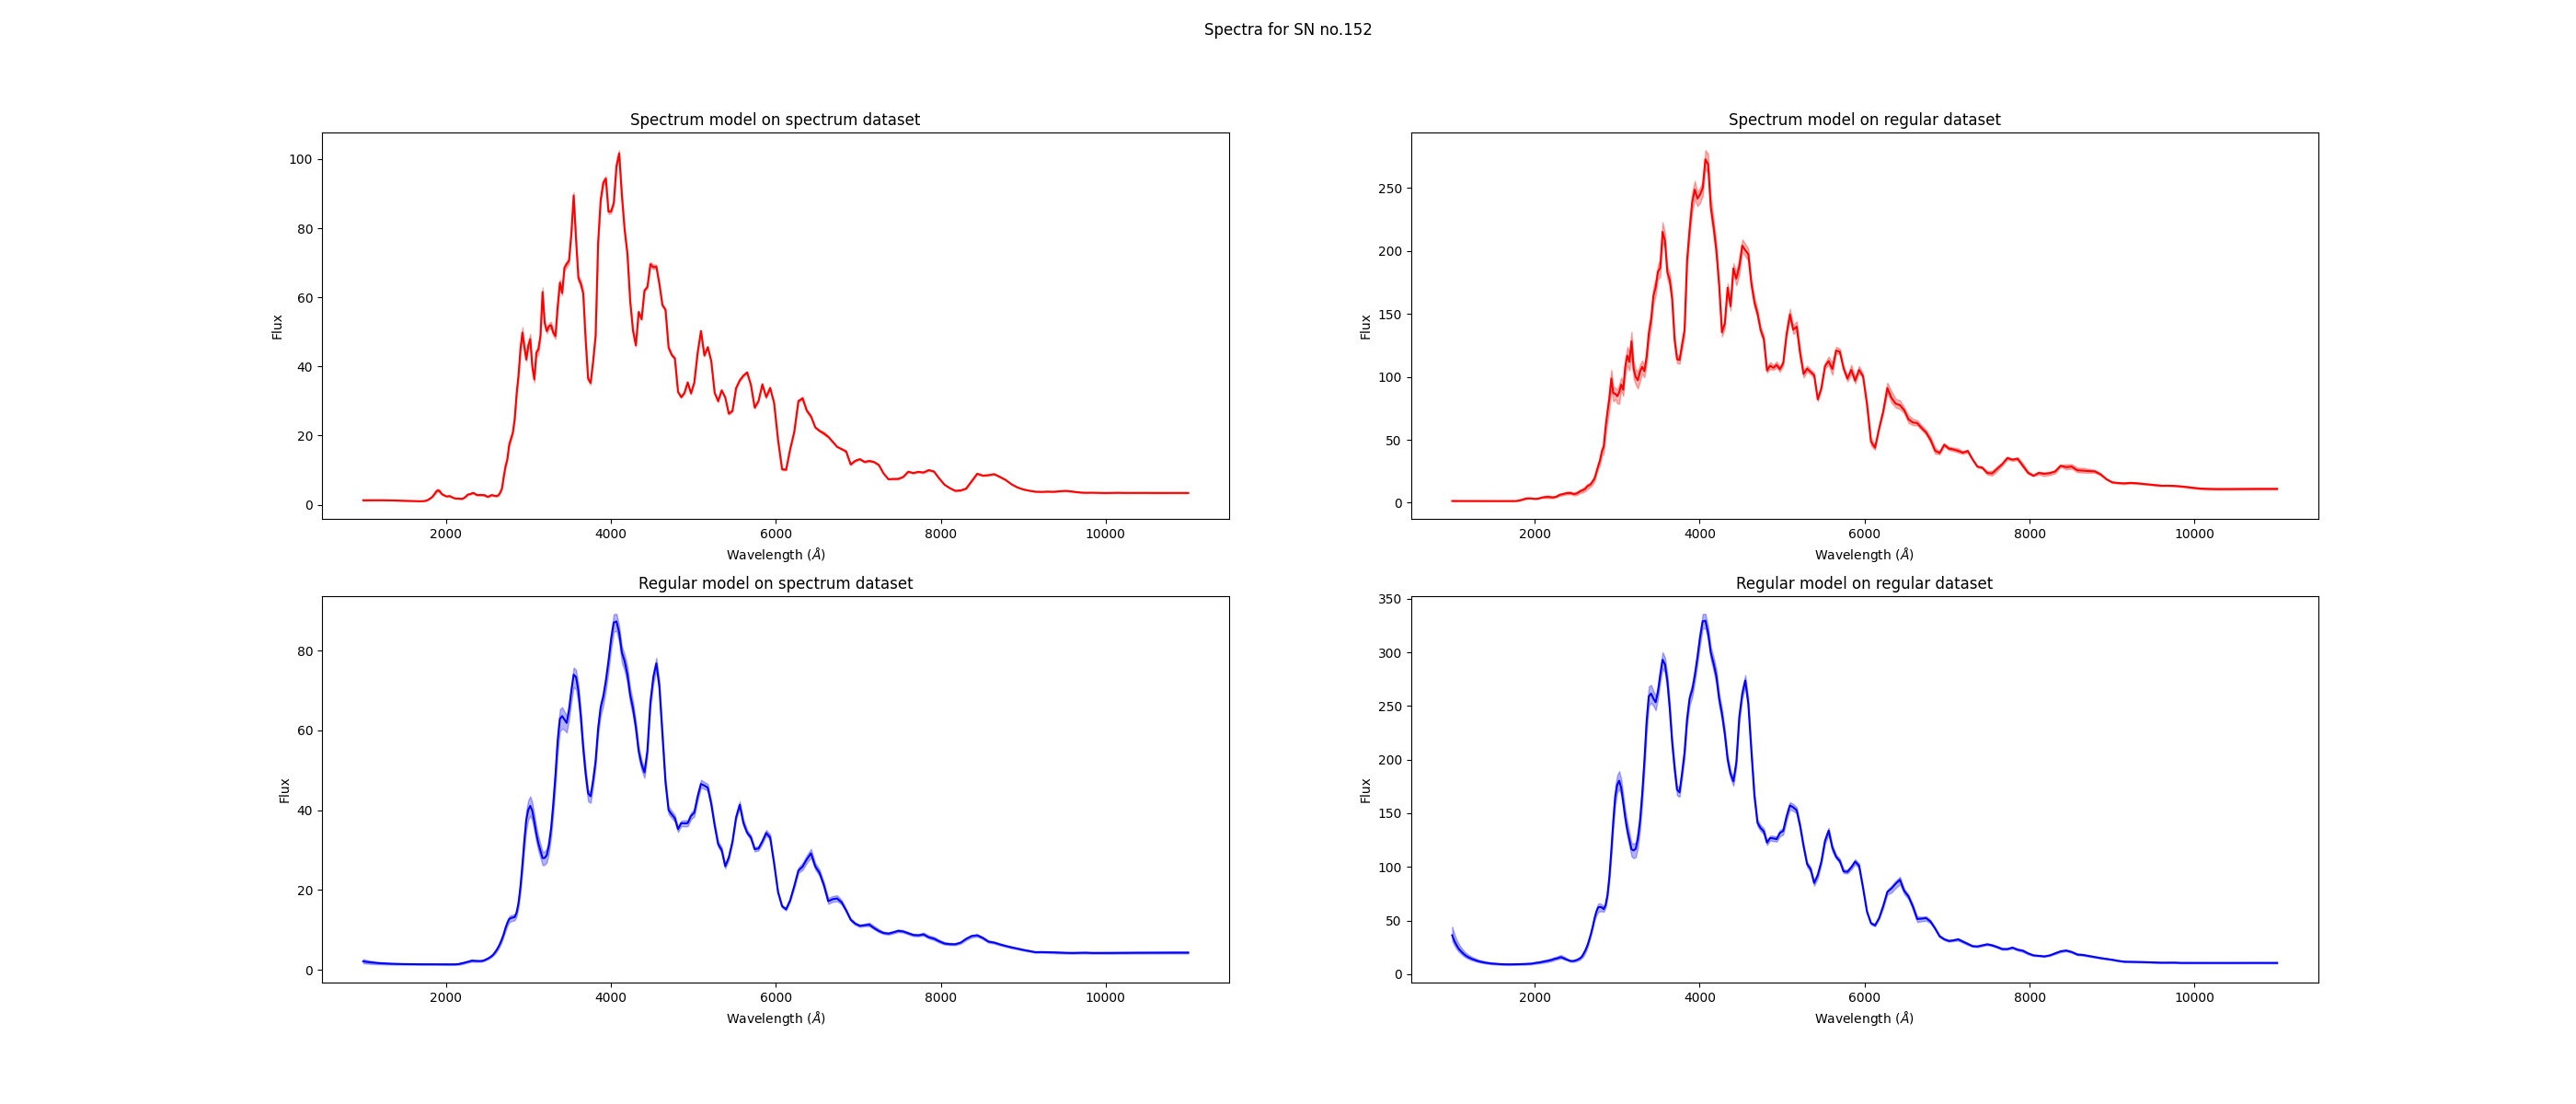 Spectra for SN no.152
Spectrum model on spectrum dataset
100
80
60
40
20
0
Flux
2000 4000 6000 8000 10000
Wavelength (Å)
Spectrum model on regular dataset
250
200
150
100
50
0
Flux
2000 4000 6000 8000 10000
Wavelength (Å)
Regular model on spectrum dataset
80
60
40
20
0
Flux
2000 4000 6000 8000 10000
Wavelength (Å)
Regular model on regular dataset
350
300
250
200
150
100
50
0
Flux
2000 4000 6000 8000 10000
Wavelength (Å)